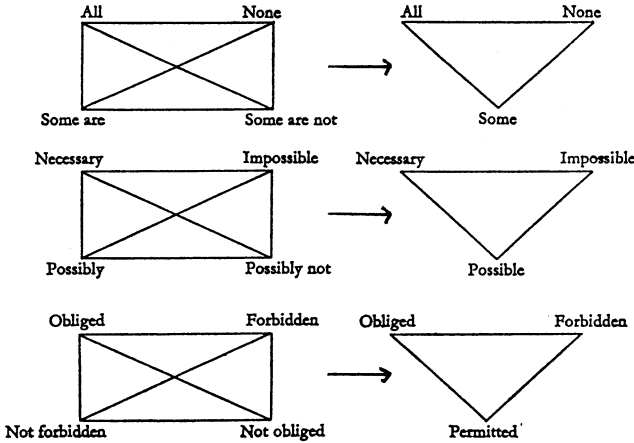 All None All None
Some are Some are not Some
Necessary Impossible Necessary Impossible
Possibly Possibly not Possible
Obliged Forbidden Obliged Forbidden
Not forbidden Not obliged Permitted